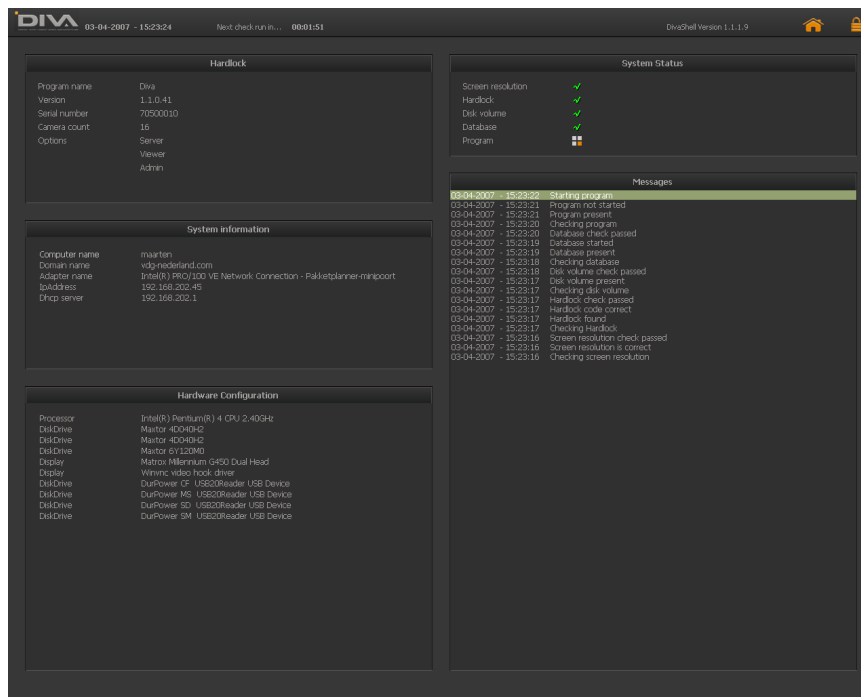 DIVA 03-04-2007 - 15:23:24 Next check run in... 00:01:51 DivaShell Version 1.1.1.9
Hardlock
Program name Diva
Version 1.1.0.41
Serial number 70500010
Camera count 16
Options Server
Viewer
Admin
System information
Computer name maarten
Domain name vdg-nederland.com
Adapter name Intel(R) PRO/100 VE Network Connection - Pakketplanner-minipoort
IpAddress 192.168.202.45
Dhcp server 192.168.202.1
Hardware Configuration
Processor Intel(R) Pentium(R) 4 CPU 2.40GHz
DiskDrive Maxtor 4D040H2
DiskDrive Maxtor 4D040H2
DiskDrive Maxtor 6Y120M0
Display Matrox Millennium G450 Dual Head
Display Winvnc video hook driver
DiskDrive DurPower CF USB20Reader USB Device
DiskDrive DurPower MS USB20Reader USB Device
DiskDrive DurPower SD USB20Reader USB Device
DiskDrive DurPower SM USB20Reader USB Device
System Status
Screen resolution
Hardlock
Disk volume
Database
Program
Messages
03-04-2007 - 15:23:22 Starting program
03-04-2007 - 15:23:21 Program not started
03-04-2007 - 15:23:21 Program present
03-04-2007 - 15:23:20 Checking program
03-04-2007 - 15:23:20 Database check passed
03-04-2007 - 15:23:19 Database started
03-04-2007 - 15:23:19 Database present
03-04-2007 - 15:23:18 Checking database
03-04-2007 - 15:23:18 Disk volume check passed
03-04-2007 - 15:23:17 Disk volume present
03-04-2007 - 15:23:17 Checking disk volume
03-04-2007 - 15:23:17 Hardlock check passed
03-04-2007 - 15:23:17 Hardlock code correct
03-04-2007 - 15:23:17 Hardlock found
03-04-2007 - 15:23:17 Checking Hardlock
03-04-2007 - 15:23:16 Screen resolution check passed
03-04-2007 - 15:23:16 Screen resolution is correct
03-04-2007 - 15:23:16 Checking screen resolution